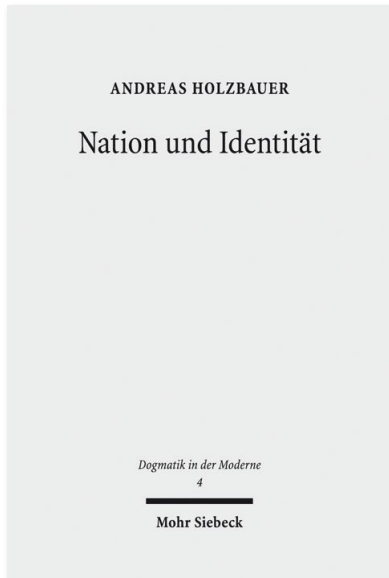 ANDREAS HOLZBAUER
Nation und Identität
Dogmatik in der Moderne
4
Mohr Siebeck